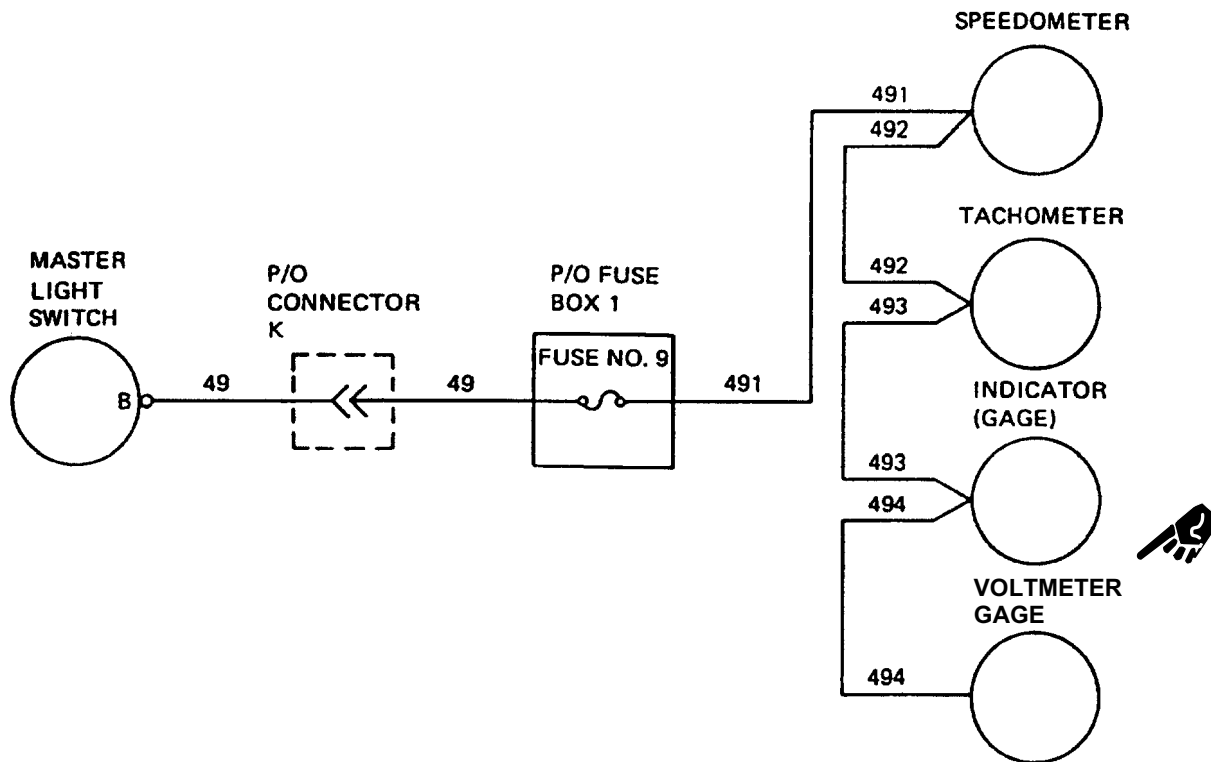 SPEEDOMETER
491
492
TACHOMETER
492
493
MASTER
LIGHT
SWITCH
P/O
CONNECTOR
K
P/O FUSE
BOX 1
FUSE NO. 9
B
49
49
491
INDICATOR
(GAGE)
493
494
VOLTMETER
GAGE
494